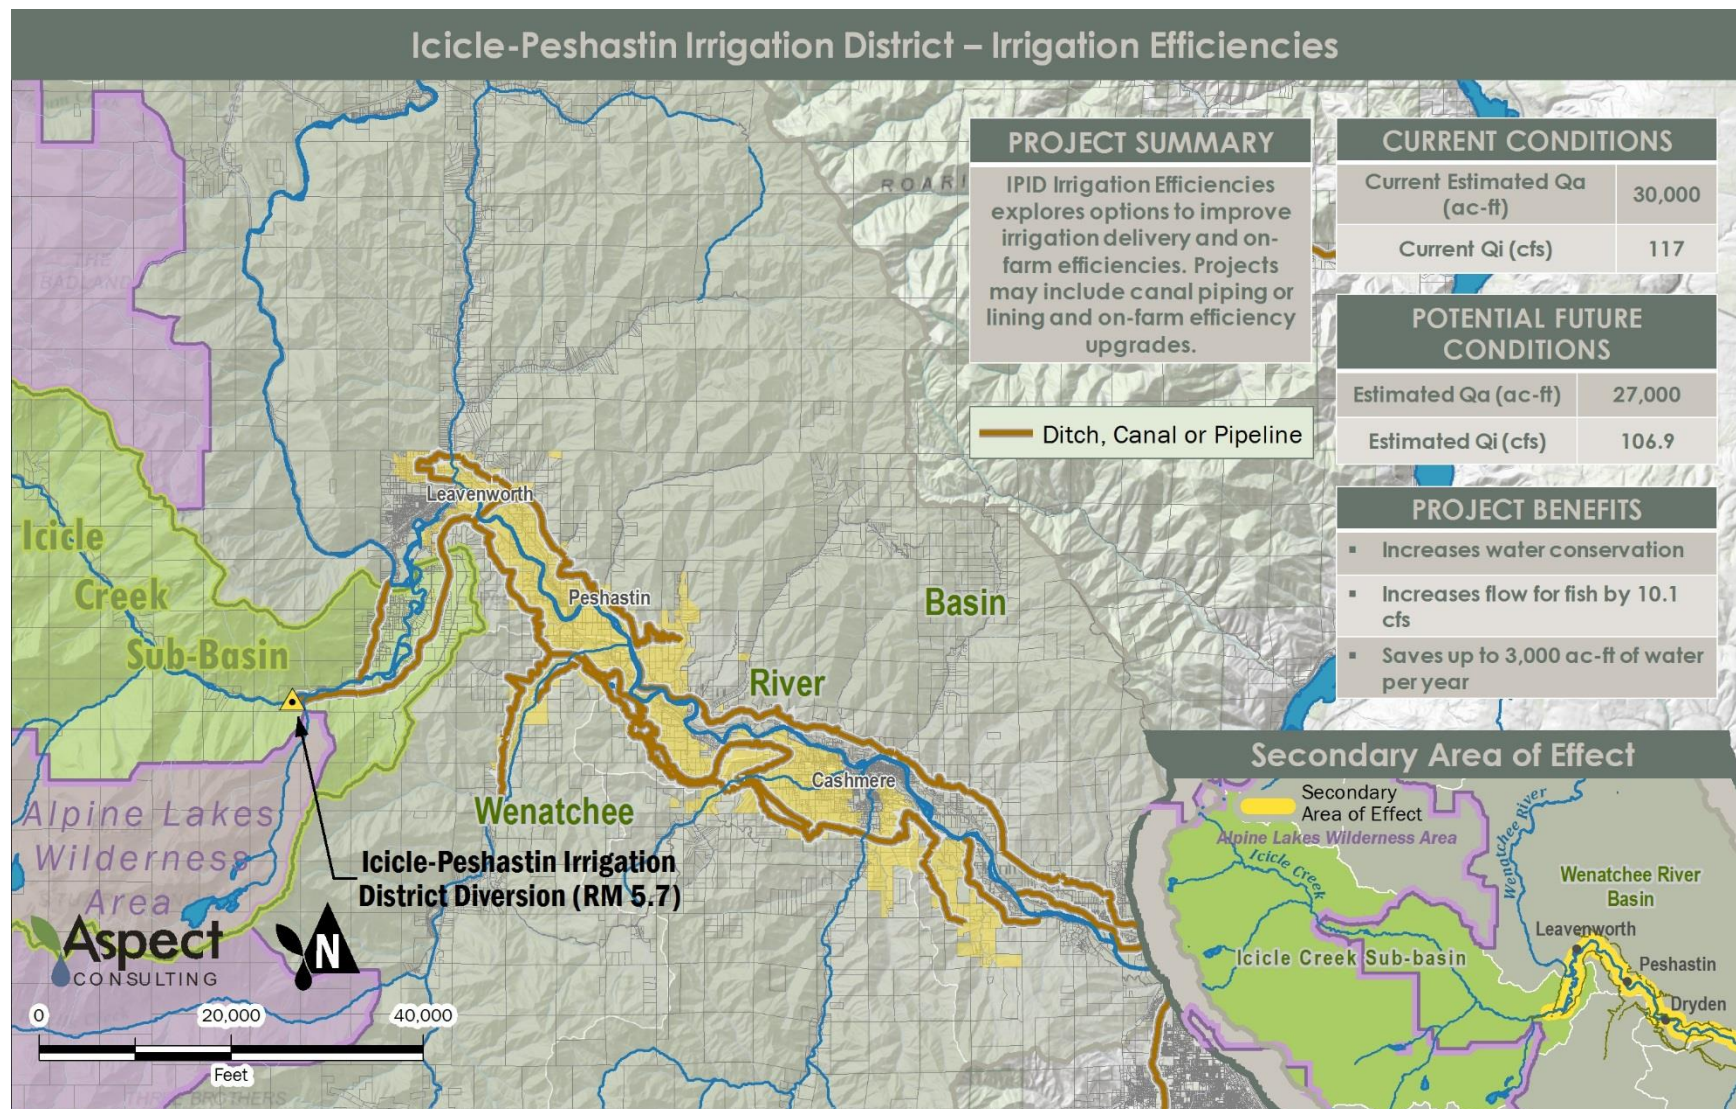 Icicle-Peshastin Irrigation District – Irrigation Efficiencies
PROJECT SUMMARY
IPID Irrigation Efficiencies
explores options to improve
irrigation delivery and on-
farm efficiencies. Projects
may include canal piping or
lining and on-farm efficiency
upgrades.
Ditch, Canal or Pipeline
CURRENT CONDITIONS
Current Estimated Qa
(ac-ft)
30,000
Current Qi (cfs)
117
POTENTIAL FUTURE
CONDITIONS
Estimated Qa (ac-ft)
27,000
Estimated Qi (cfs)
106.9
PROJECT BENEFITS
▪ Increases water conservation
▪ Increases flow for fish by 10.1
cfs
▪ Saves up to 3,000 ac-ft of water
per year
ROARI
THE
BADLANDS
Leavenworth
Icicle
Creek
Sub-Basin
Peshastin
Basin
River
Cashmere
Wenatchee
Alpine Lakes
Wilderness
Area
Icicle-Peshastin Irrigation
District Diversion (RM 5.7)
Aspect
CONSULTING
N
0 20,000 40,000
Feet
THREE BROTHERS
Secondary Area of Effect
Secondary
Area of Effect
Alpine Lakes Wilderness Area
Icicle Creek
Wenatchee River
Wenatchee River
Basin
Leavenworth
Icicle Creek Sub-basin
Peshastin
Dryden